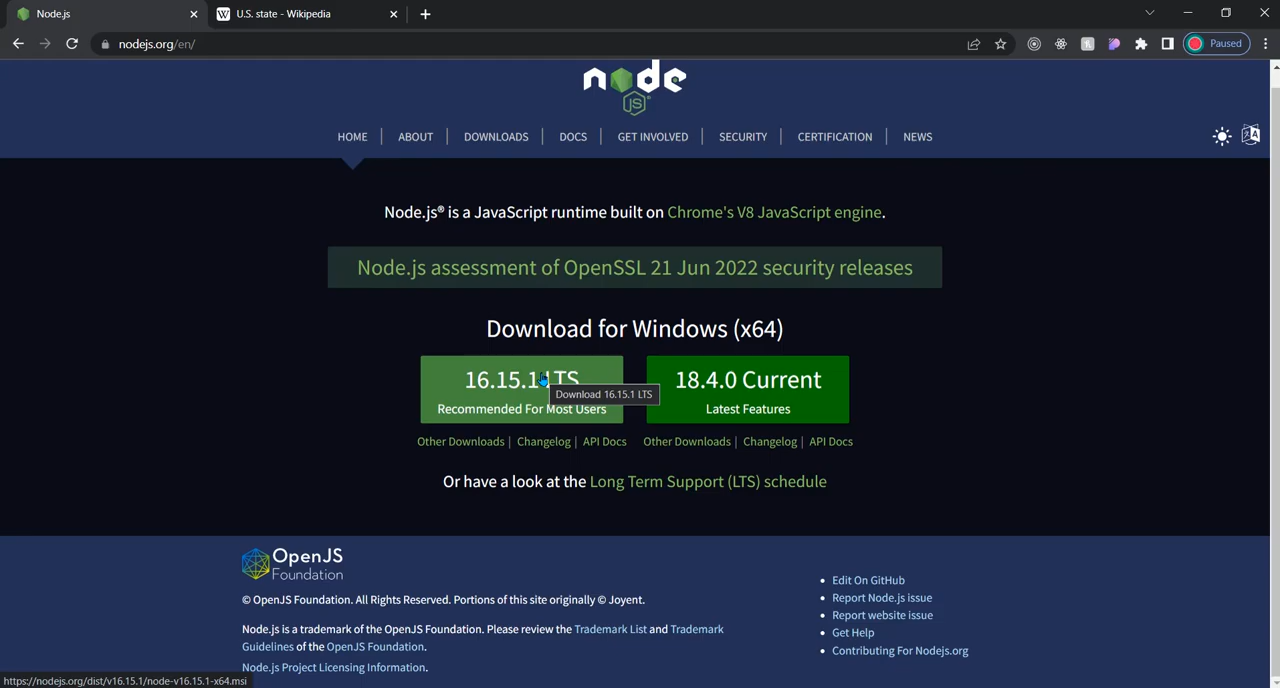 Node.js
W U.S. state - Wikipedia
nodejs.org/en/
Paused
node
JS
HOME
ABOUT
DOWNLOADS
DOCS
GET INVOLVED
SECURITY
CERTIFICATION
NEWS
Node.js® is a JavaScript runtime built on Chrome's V8 JavaScript engine.
Node.js assessment of OpenSSL 21 Jun 2022 security releases
Download for Windows (x64)
16.15.1 LTS
Recommended For Most Users
Download 16.15.1 LTS
18.4.0 Current
Latest Features
Other Downloads | Changelog | API Docs
Other Downloads | Changelog | API Docs
Or have a look at the Long Term Support (LTS) schedule
OpenJS
Foundation
© OpenJS Foundation. All Rights Reserved. Portions of this site originally © Joyent.
Node.js is a trademark of the OpenJS Foundation. Please review the Trademark List and Trademark
Guidelines of the OpenJS Foundation.
Node.js Project Licensing Information.
Edit On GitHub
Report Node.js issue
Report website issue
Get Help
Contributing For Nodejs.org
https://nodejs.org/dist/v16.15.1/node-v16.15.1-x64.msi